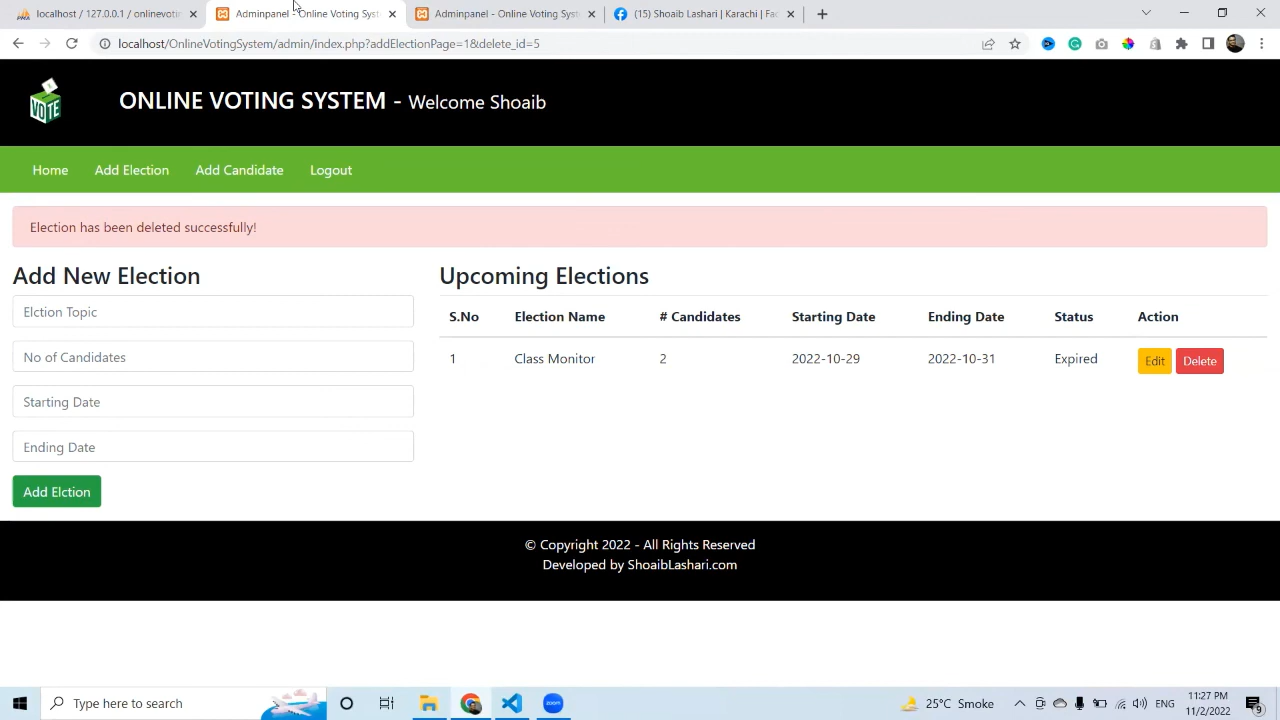 localhost / 127.0.0.1 / onlinevotin
Adminpanel - Online Voting Syst
Adminpanel - Online Voting Syst
(15) Shoaib Lashari | Karachi | Fac
localhost/OnlineVotingSystem/admin/index.php?addElectionPage=1&delete_id=5
VOTE
ONLINE VOTING SYSTEM - Welcome Shoaib
Home Add Election Add Candidate Logout
Election has been deleted successfully!
Add New Election
Elction Topic
No of Candidates
Starting Date
Ending Date
Add Elction
Upcoming Elections
S.No Election Name # Candidates Starting Date Ending Date Status Action
1 Class Monitor 2 2022-10-29 2022-10-31 Expired Edit Delete
© Copyright 2022 - All Rights Reserved
Developed by ShoaibLashari.com
Type here to search
zoom
25°C Smoke
ENG
11:27 PM
11/2/2022
9